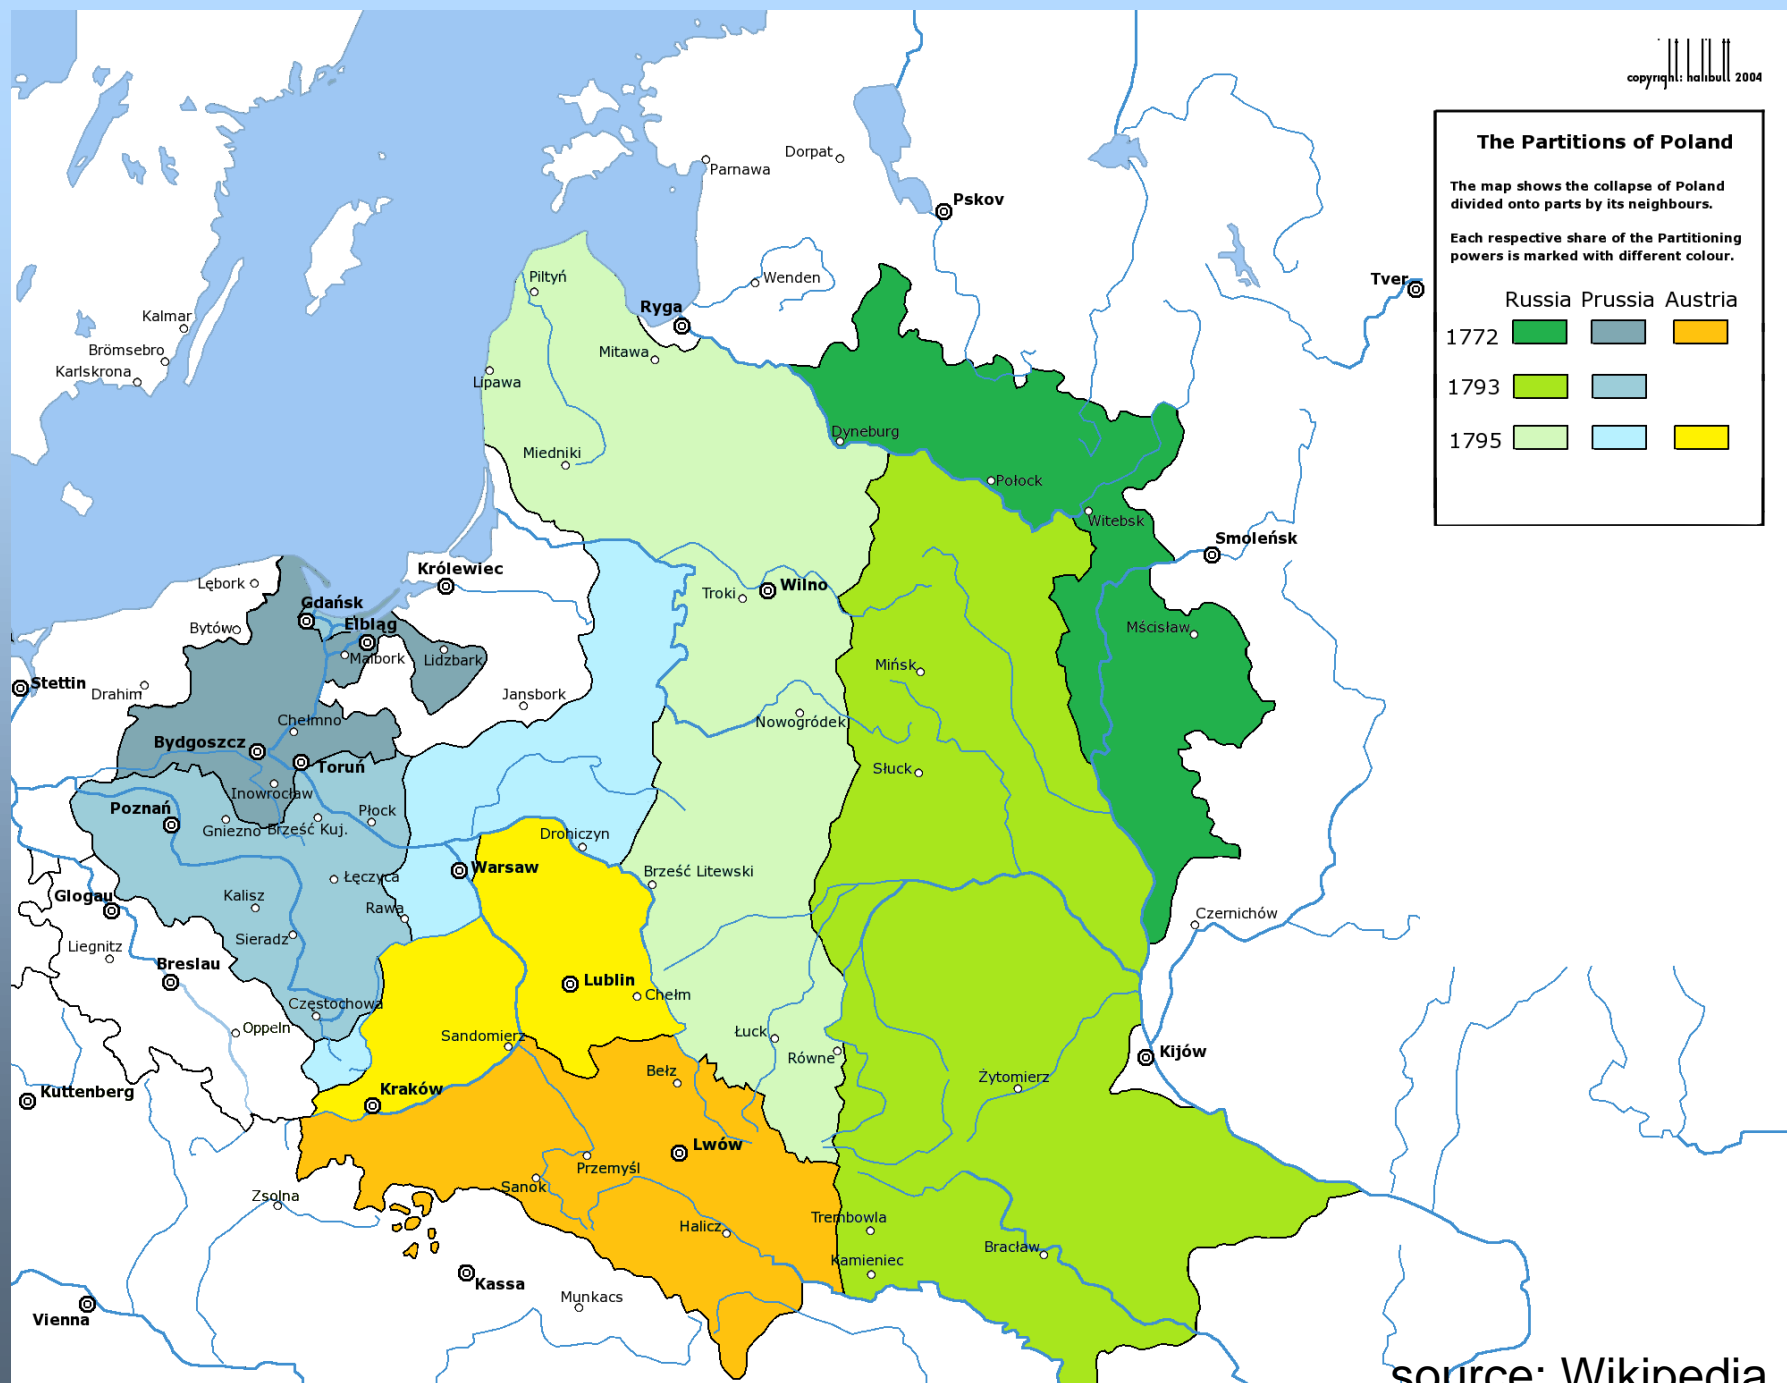 copyright: halibutt 2004
The Partitions of Poland
The map shows the collapse of Poland
divided onto parts by its neighbours.
Each respective share of the Partitioning
powers is marked with different colour.
Russia Prussia Austria
1772
1793
1795
Parnawa
Dorpat
Pskov
Wenden
Tver
Piltyń
Ryga
Kalmar
Mitawa
Brömsebro
Karlskrona
Lipawa
Dyneburg
Miedniki
Połock
Witebsk
Smoleńsk
Królewiec
Lębork
Wilno
Troki
Gdańsk
Elbląg
Bytów
Mścisław
Malbork
Lidzbark
Mińsk
Stettin
Drahim
Jansbork
Chełmno
Nowogródek
Bydgoszcz
Toruń
Słuck
Inowrocław
Poznań
Płock
Gniezno
Brześć Kuj.
Drohiczyn
Warsaw
Brześć Litewski
Łęczyca
Glogau
Kalisz
Rawa
Czernichów
Sieradz
Liegnitz
Breslau
Lublin
Chełm
Częstochowa
Oppeln
Sandomierz
Łuck
Równe
Kijów
Bełz
Żytomierz
Kuttenberg
Kraków
Lwów
Przemyśl
Sanok
Zsolna
Halicz
Trembowla
Bracław
Kamieniec
Kassa
Munkacs
Vienna
source: Wikipedia